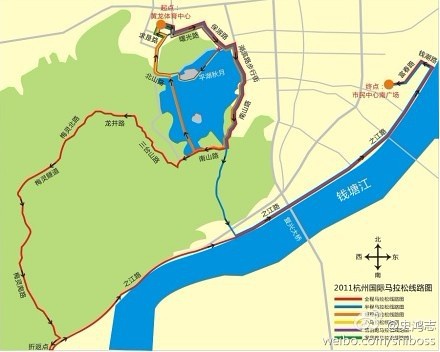 起点：
黄龙体育中心
曙光路
保俶路
求是路
湖滨路步行街
北山路
平湖秋月
南山路
南山路
钱潮路
富春路
终点：
市民中心南广场
之江路
龙井路
梅灵北路
三台山路
梅灵隧道
梅灵南路
之江路
之江路
复兴大桥
钱塘江
折返点
北
西 东
南
2011杭州国际马拉松线路图
全程马拉松线路图
半程马拉松线路图
weibo.com/shiboss